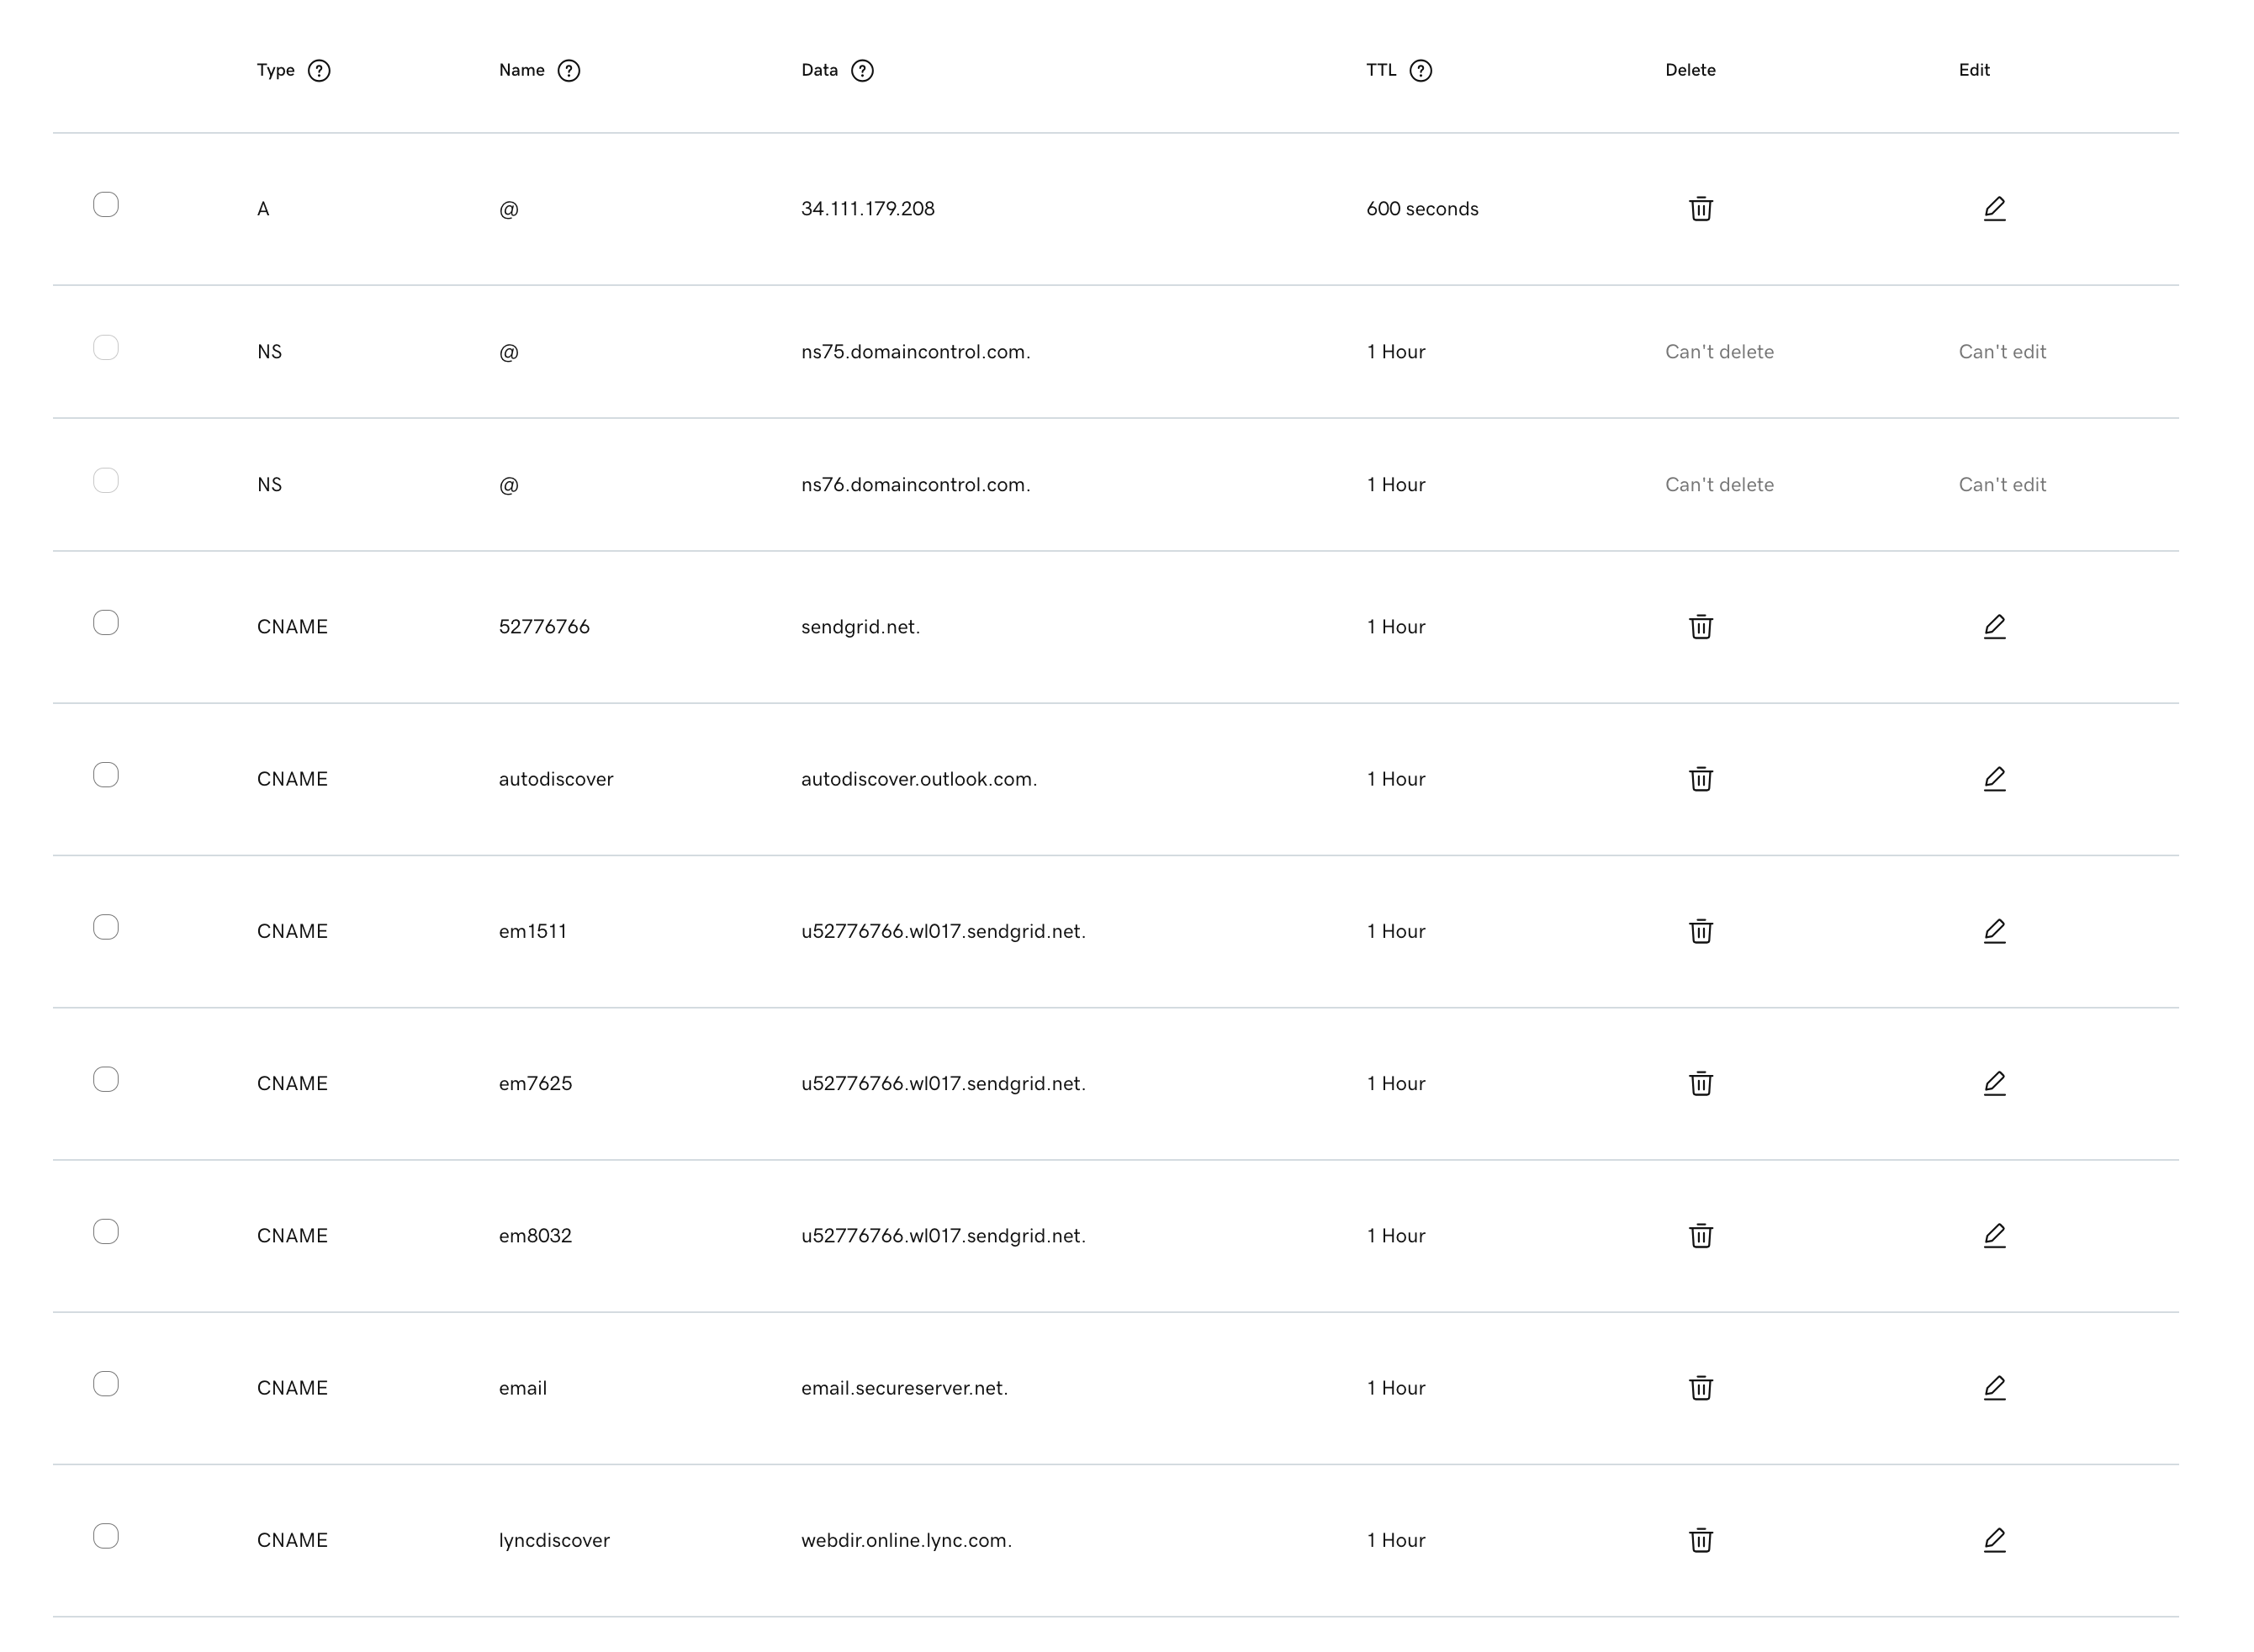 Type ? Name ? Data ? TTL ? Delete Edit
A @ 34.111.179.208 600 seconds
NS @ ns75.domaincontrol.com. 1 Hour Can't delete Can't edit
NS @ ns76.domaincontrol.com. 1 Hour Can't delete Can't edit
CNAME 52776766 sendgrid.net. 1 Hour
CNAME autodiscover autodiscover.outlook.com. 1 Hour
CNAME em1511 u52776766.wl017.sendgrid.net. 1 Hour
CNAME em7625 u52776766.wl017.sendgrid.net. 1 Hour
CNAME em8032 u52776766.wl017.sendgrid.net. 1 Hour
CNAME email email.secureserver.net. 1 Hour
CNAME lyncdiscover webdir.online.lync.com. 1 Hour